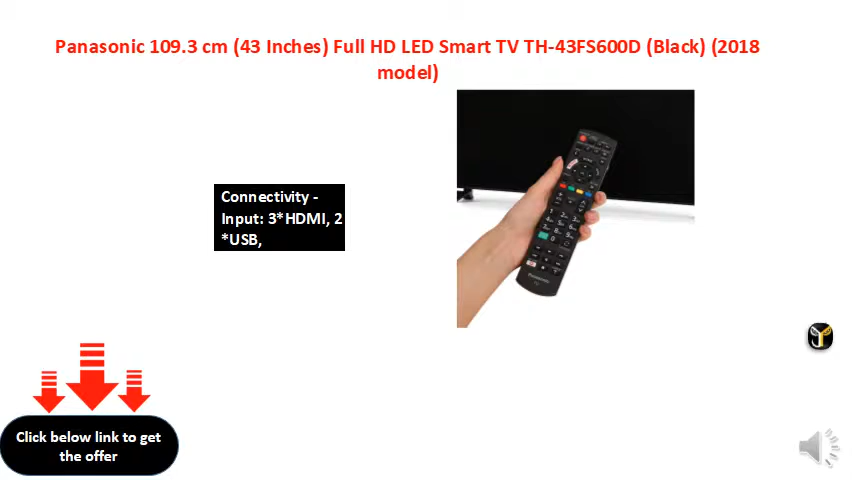 Panasonic 109.3 cm (43 Inches) Full HD LED Smart TV TH-43FS600D (Black) (2018
model)
Connectivity -
Input: 3*HDMI, 2
*USB,
Click below link to get
the offer